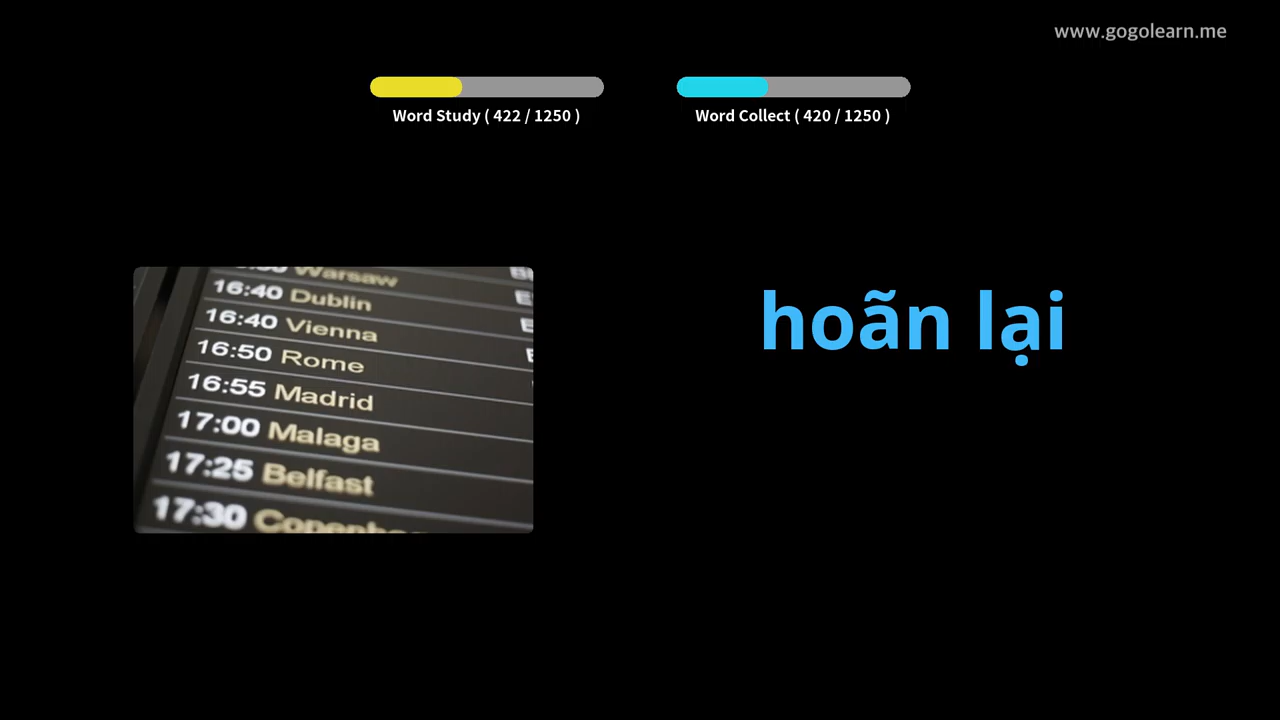 www.gogolearn.me
Word Study ( 422 / 1250 )
Word Collect ( 420 / 1250 )
Warsaw
16:40 Dublin
16:40 Vienna
16:50 Rome
16:55 Madrid
17:00 Malaga
17:25 Belfast
17:30
hoãn lại